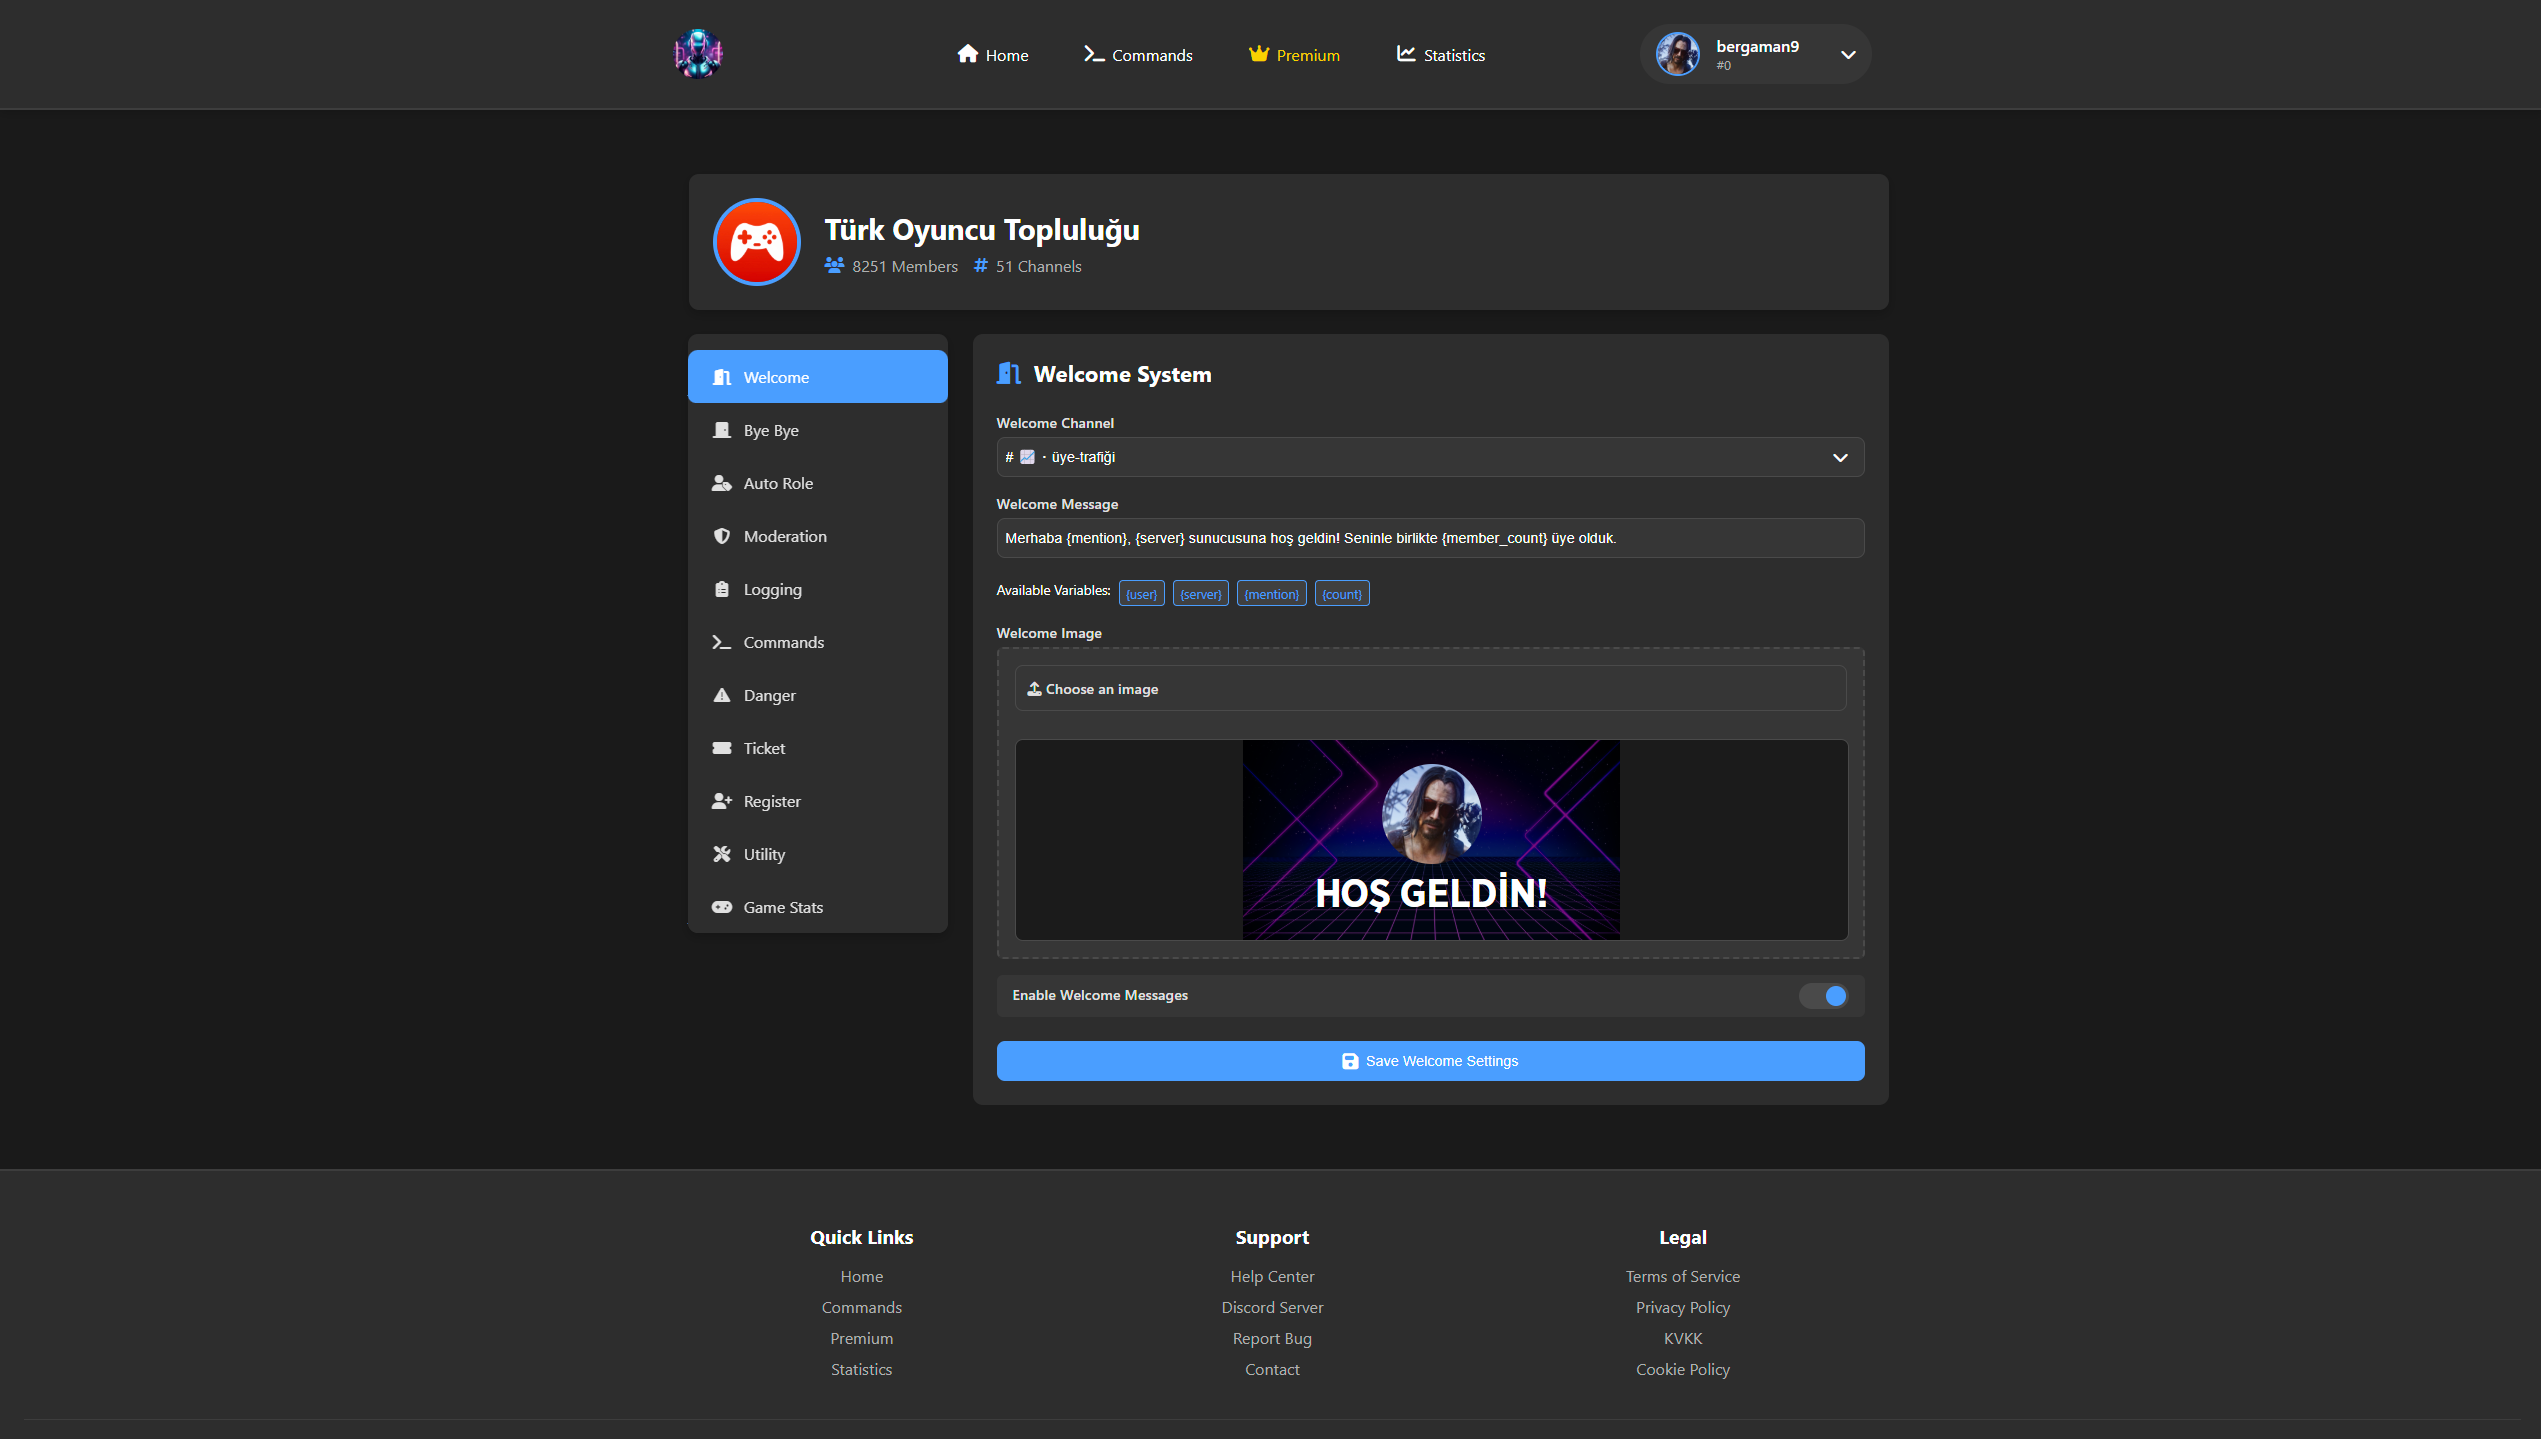 Home
Commands
Premium
Statistics
bergaman9
#0
Türk Oyuncu Topluluğu
8251 Members
# 51 Channels
Welcome
Bye Bye
Auto Role
Moderation
Logging
Commands
Danger
Ticket
Register
Utility
Game Stats
Welcome System
Welcome Channel
# 📈・üye-trafiği
Welcome Message
Merhaba {mention}, {server} sunucusuna hoş geldin! Seninle birlikte {member_count} üye olduk.
Available Variables: {user} {server} {mention} {count}
Welcome Image
Choose an image
HOŞ GELDİN!
Enable Welcome Messages
Save Welcome Settings
Quick Links
Home
Commands
Premium
Statistics
Support
Help Center
Discord Server
Report Bug
Contact
Legal
Terms of Service
Privacy Policy
KVKK
Cookie Policy